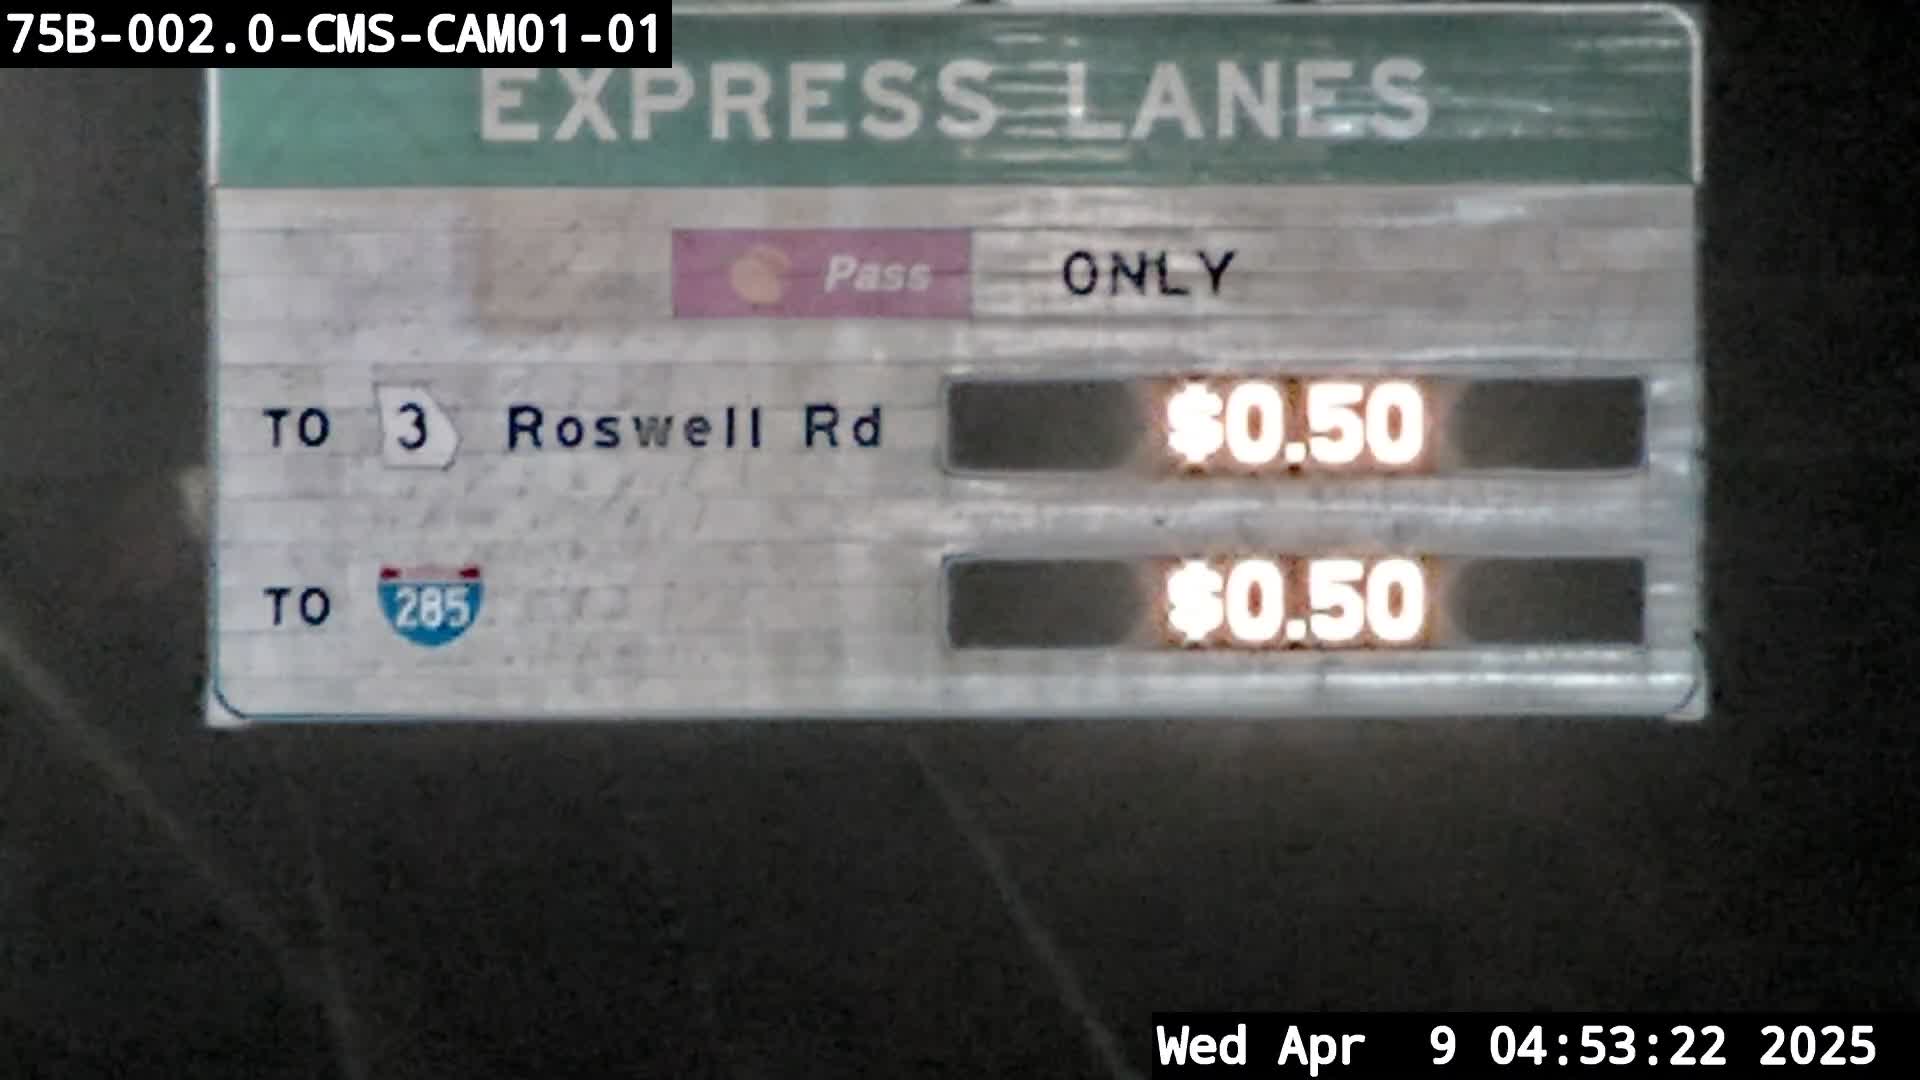 75B-002.0-CMS-CAM01-01
EXPRESS LANES
Pass ONLY
TO 3 Roswell Rd $0.50
TO 285 $0.50
Wed Apr 9 04:53:22 2025